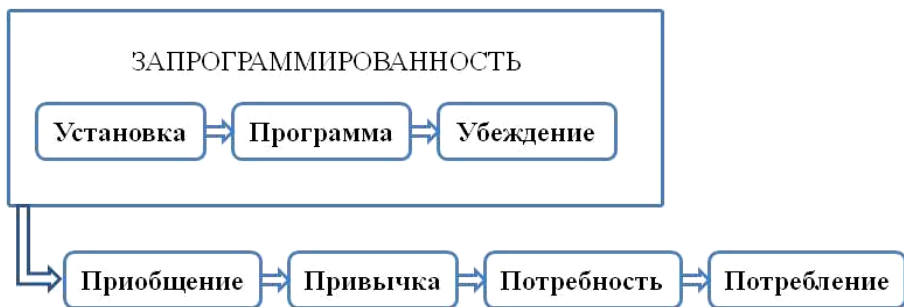 ЗАПРОГРАММИРОВАННОСТЬ
Установка Программа Убеждение
Приобщение Привычка Потребность Потребление